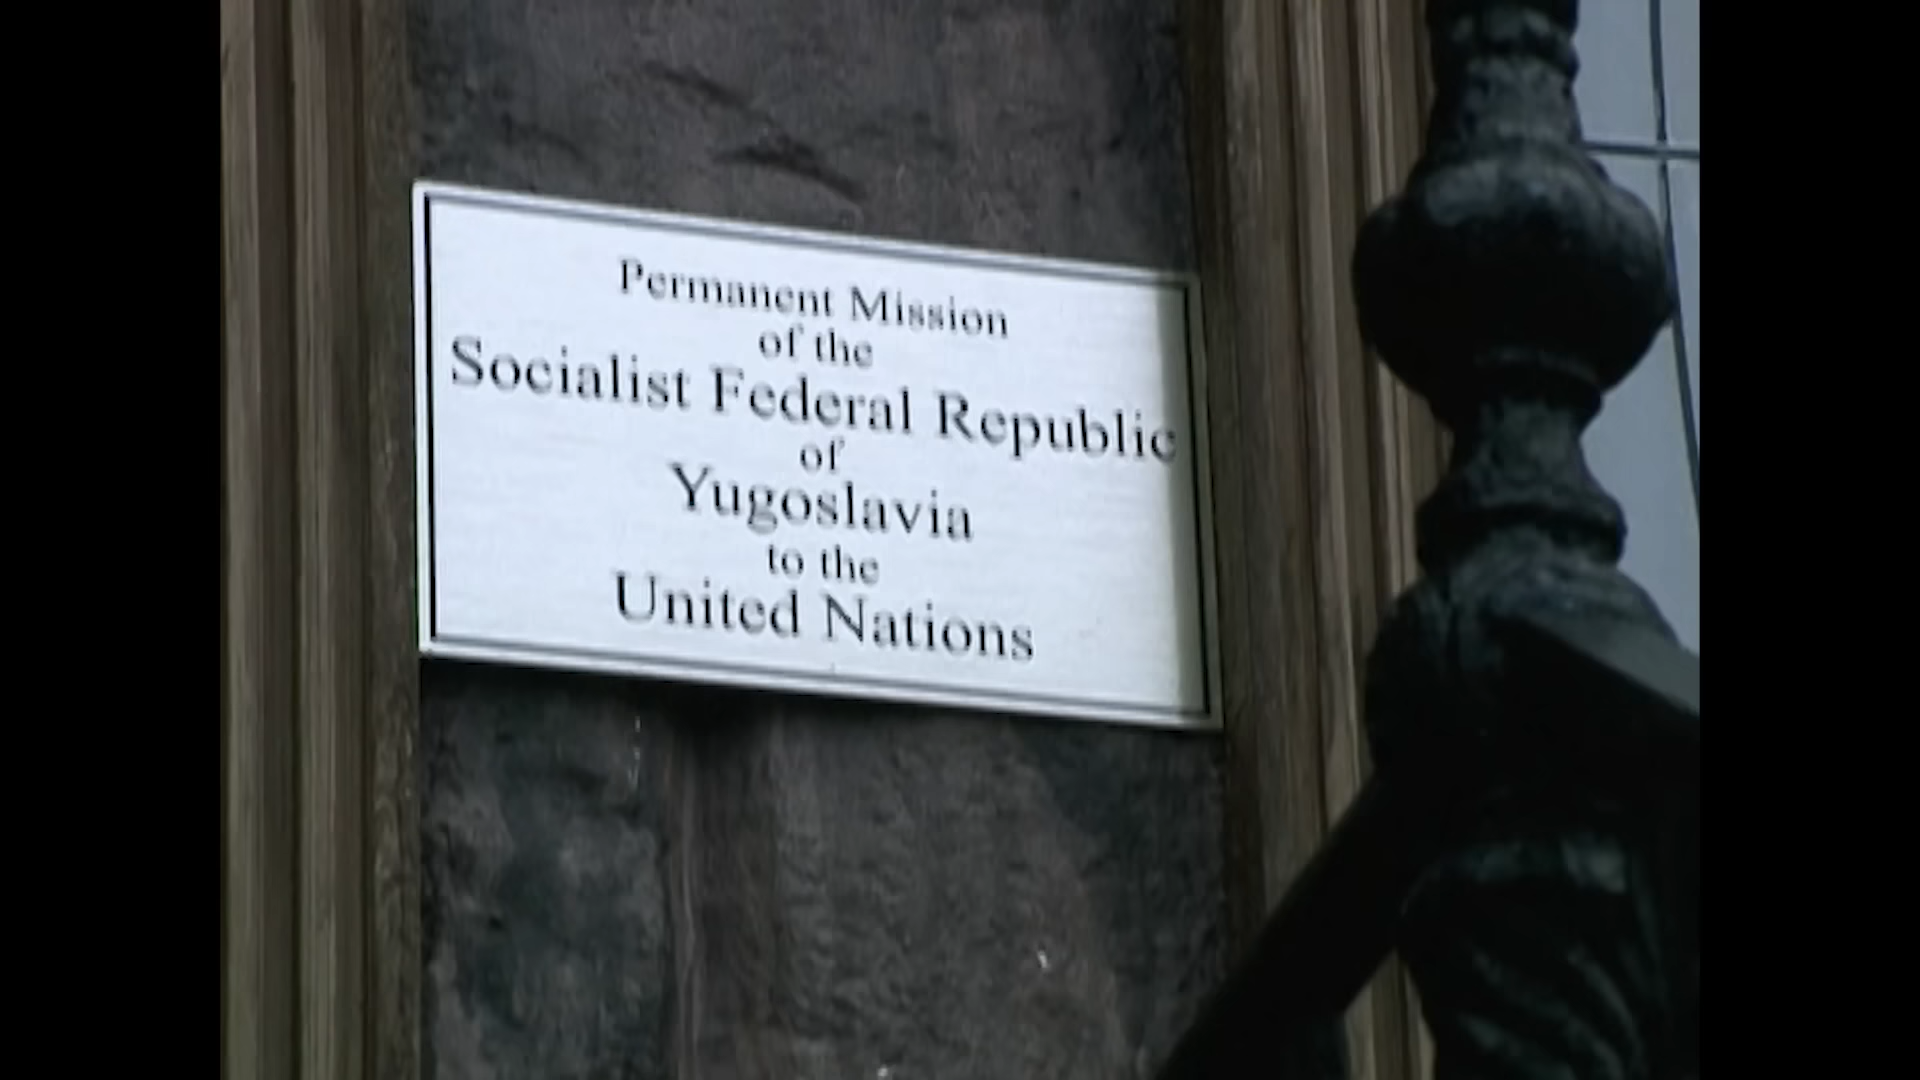 Permanent Mission
of the
Socialist Federal Republic
of
Yugoslavia
to the
United Nations